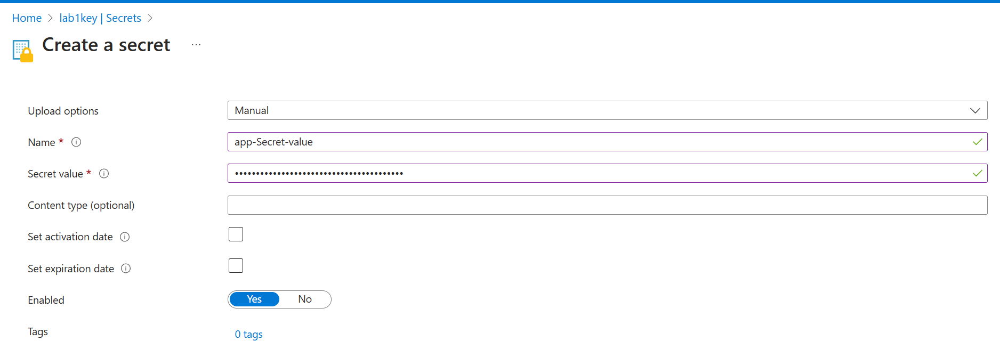 Home > lab1key | Secrets >
Create a secret ...
Upload options
Manual
Name *
app-Secret-value
Secret value *
••••••••••••••••••••••••••••••••••••••••
Content type (optional)
Set activation date
Set expiration date
Enabled
Yes No
Tags
0 tags